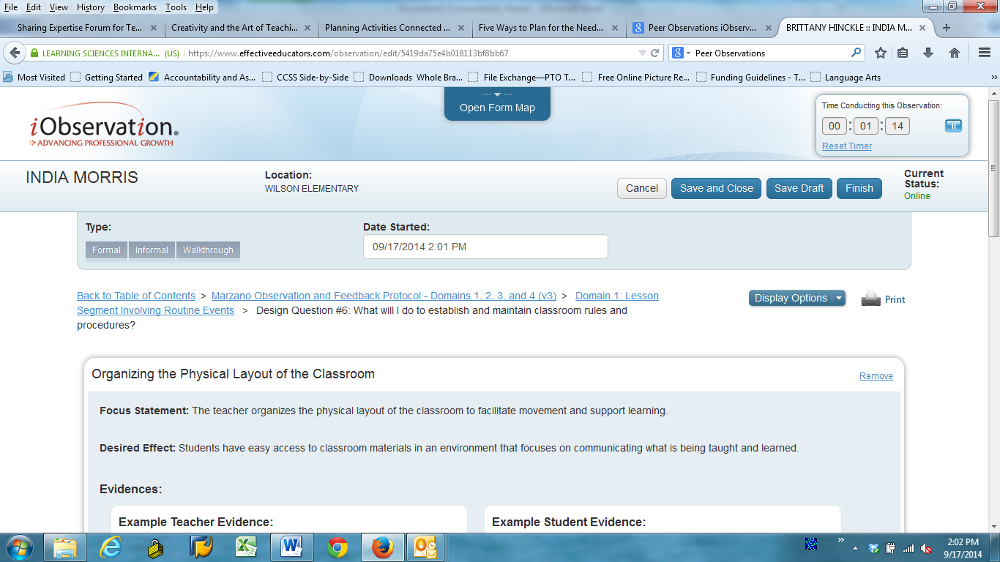 File Edit View History Bookmarks Tools Help
Sharing Expertise Forum for Te... Creativity and the Art of Teachi... Planning Activities Connected ... Five Ways to Plan for the Need... Peer Observations iObserv... BRITTANY HINCKLE :: INDIA M...
LEARNING SCIENCES INTERNA... (US) https://www.effectiveeducators.com/observation/edit/5419da75e4b018113bf8bb67 Peer Observations
Most Visited Getting Started Accountability and As... CCSS Side-by-Side Downloads Whole Bra... File Exchange—PTO T... Free Online Picture Re... Funding Guidelines - T... Language Arts
Open Form Map
iObservation®
ADVANCING PROFESSIONAL GROWTH
Time Conducting this Observation:
00 : 01 : 14
Reset Timer
INDIA MORRIS
Location:
WILSON ELEMENTARY
Cancel Save and Close Save Draft Finish
Current
Status:
Online
Type:
Formal Informal Walkthrough
Date Started:
09/17/2014 2:01 PM
Back to Table of Contents > Marzano Observation and Feedback Protocol - Domains 1, 2, 3, and 4 (v3) > Domain 1: Lesson
Segment Involving Routine Events > Design Question #6: What will I do to establish and maintain classroom rules and
procedures?
Display Options Print
Organizing the Physical Layout of the Classroom
Remove
Focus Statement: The teacher organizes the physical layout of the classroom to facilitate movement and support learning.
Desired Effect: Students have easy access to classroom materials in an environment that focuses on communicating what is being taught and learned.
Evidences:
Example Teacher Evidence: Example Student Evidence:
2:02 PM
9/17/2014